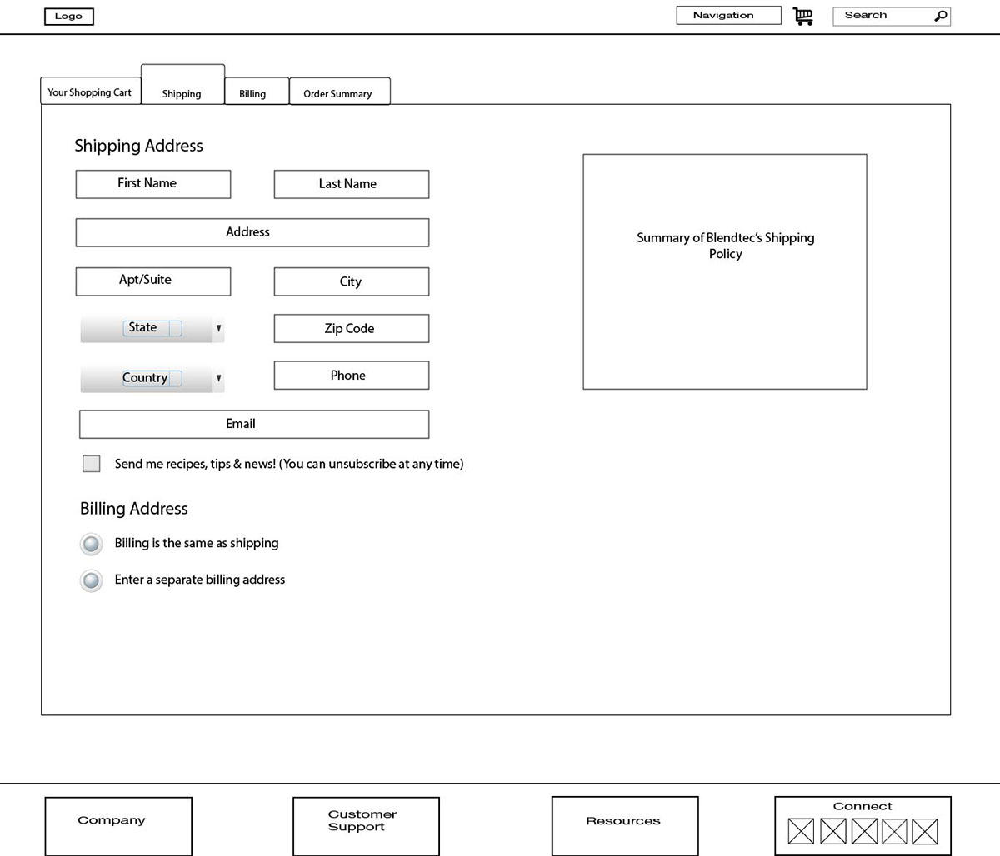 Logo
Navigation
Search
Your Shopping Cart
Shipping
Billing
Order Summary
Shipping Address
First Name
Last Name
Address
Apt/Suite
City
State
Zip Code
Country
Phone
Email
Send me recipes, tips & news! (You can unsubscribe at any time)
Billing Address
Billing is the same as shipping
Enter a separate billing address
Summary of Blendtec’s Shipping
Policy
Company
Customer
Support
Resources
Connect